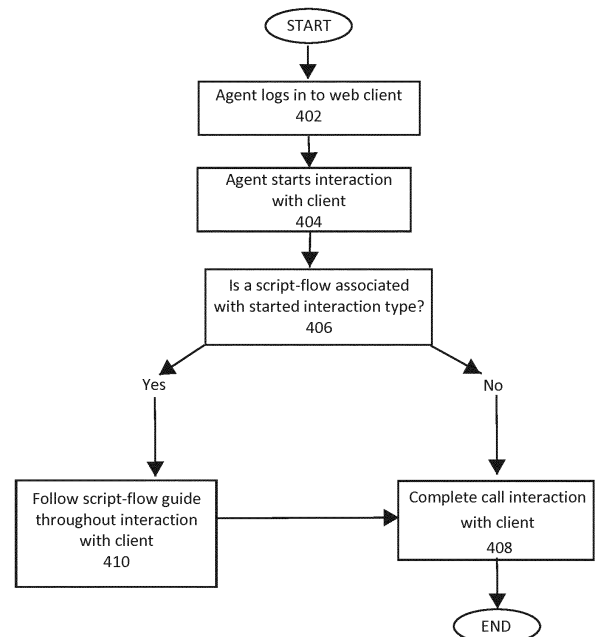 START
Agent logs in to web client
402
Agent starts interaction
with client
404
Is a script-flow associated
with started interaction type?
406
Yes
No
Follow script-flow guide
throughout interaction
with client
410
Complete call interaction
with client
408
END